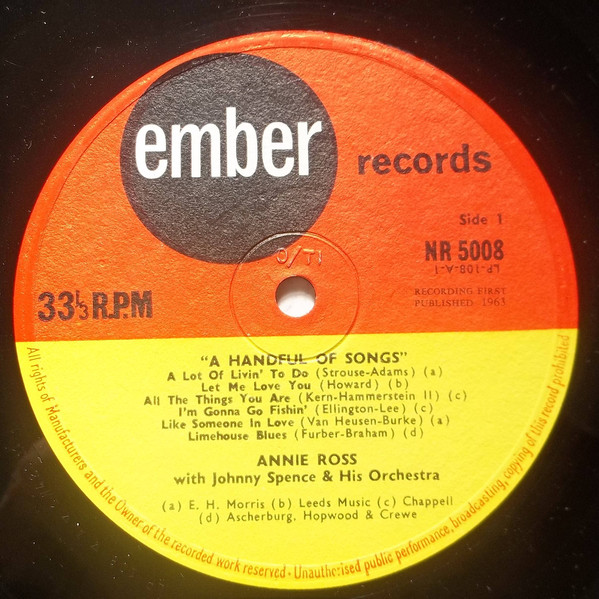 ember
records
Side 1
NR 5008
LP-108-A-1
RECORDING FIRST
PUBLISHED 1963
O/TI
33⅓ R.P.M
"A HANDFUL OF SONGS"
A Lot Of Livin' To Do (Strouse-Adams) (a)
Let Me Love You (Howard) (b)
All The Things You Are (Kern-Hammerstein II) (c)
I'm Gonna Go Fishin' (Ellington-Lee) (c)
Like Someone In Love (Van Heusen-Burke) (a)
Limehouse Blues (Furber-Braham) (d)
ANNIE ROSS
with Johnny Spence & His Orchestra
(a) E. H. Morris (b) Leeds Music (c) Chappell
(d) Ascherburg, Hopwood & Crewe
All rights of Manufacturers and the Owner of the recorded work reserved · Unauthorised public performance, broadcasting, copying of this record prohibited